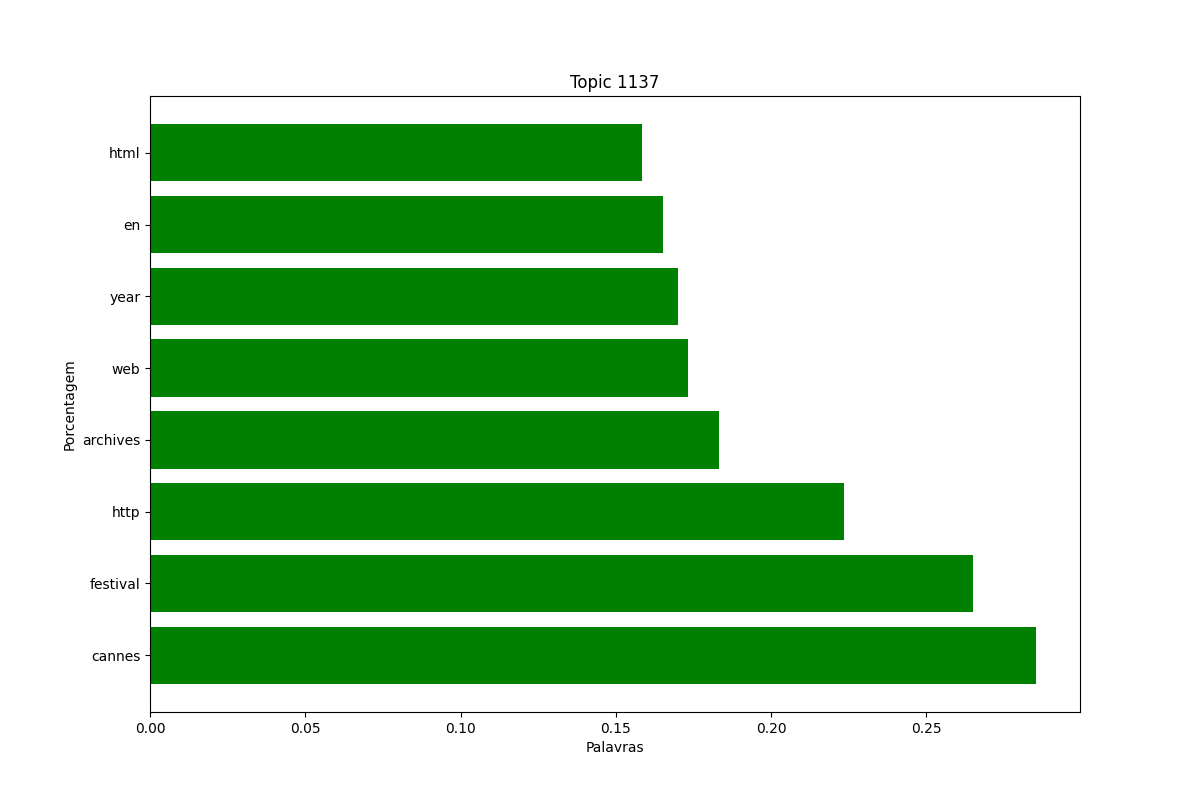 Topic 1137
html
en
year
web
archives
http
festival
cannes
Porcentagem
0.00 0.05 0.10 0.15 0.20 0.25
Palavras